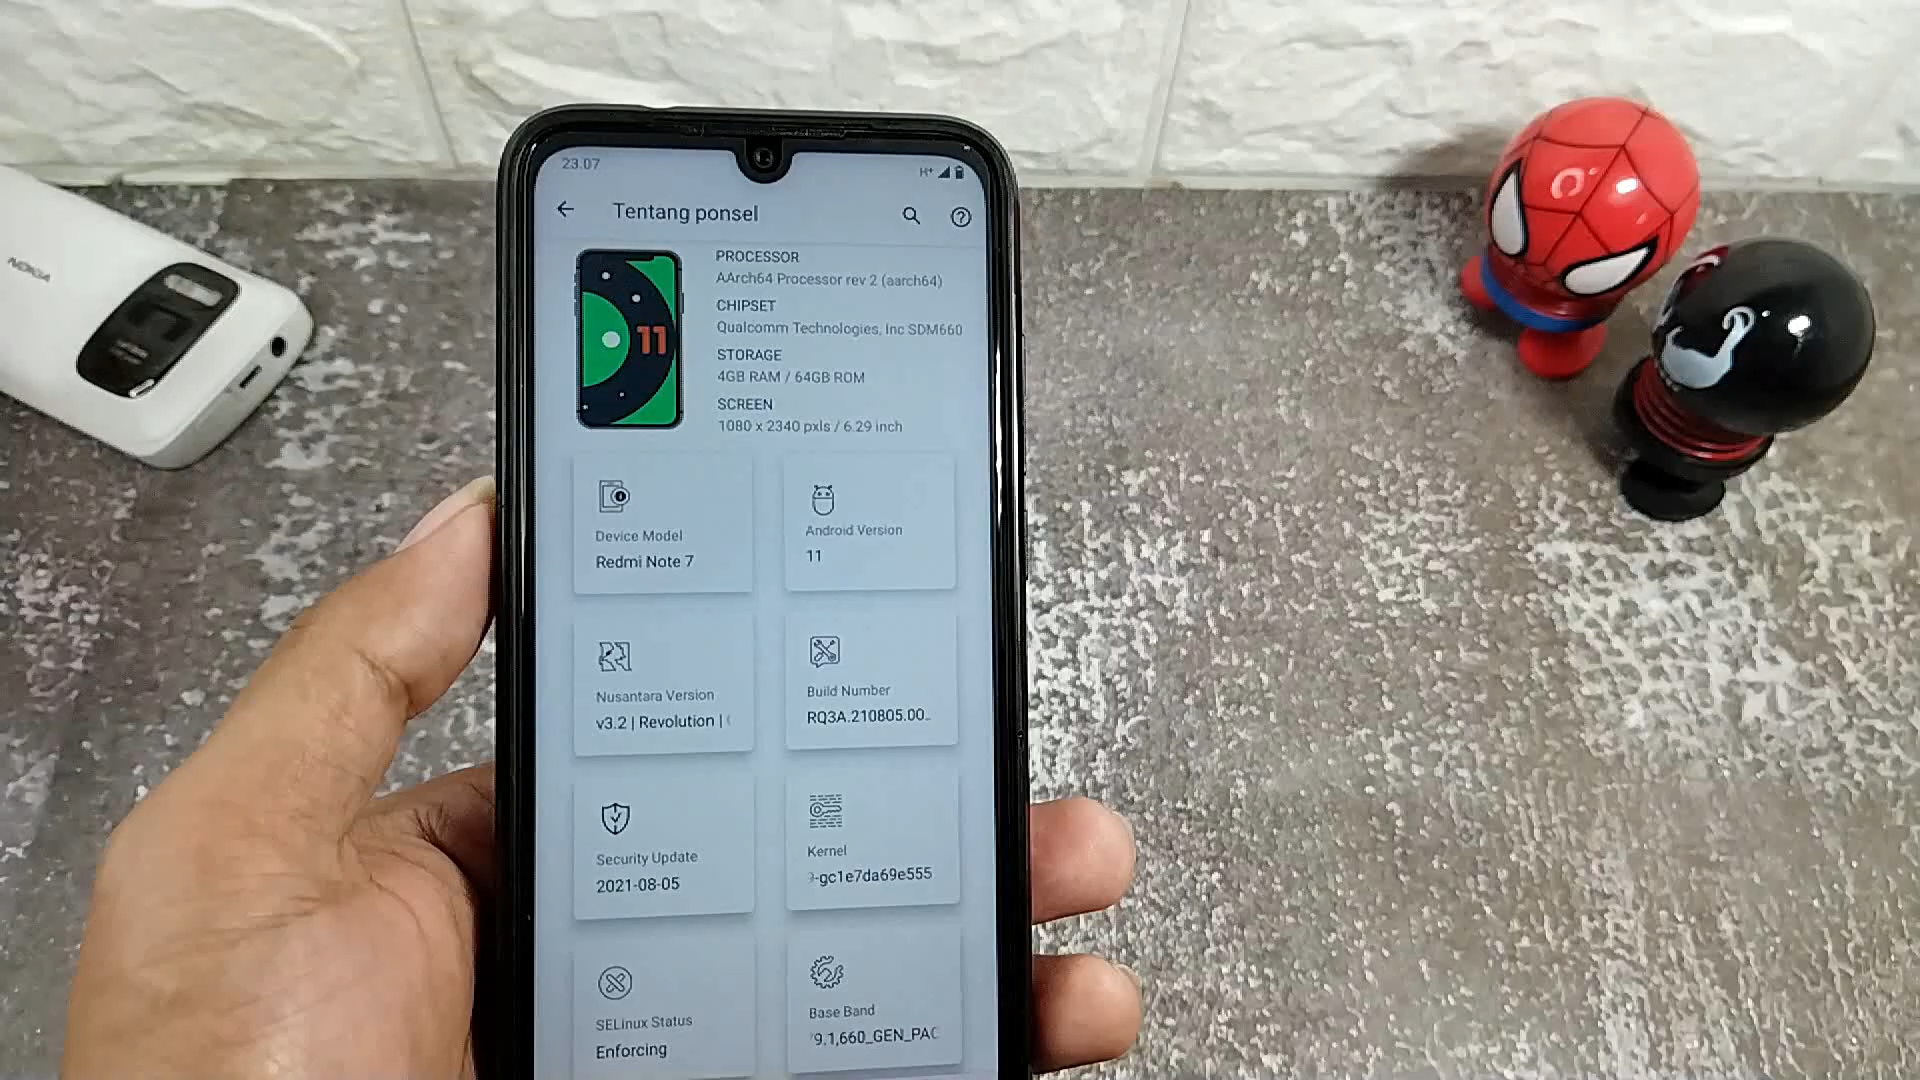 NOKIA
23.07
H+
Tentang ponsel
PROCESSOR
AArch64 Processor rev 2 (aarch64)
CHIPSET
Qualcomm Technologies, Inc SDM660
STORAGE
4GB RAM / 64GB ROM
SCREEN
1080 x 2340 pxls / 6.29 inch
11
Device Model
Redmi Note 7
Android Version
11
Nusantara Version
v3.2 | Revolution |
Build Number
RQ3A.210805.00..
Security Update
2021-08-05
Kernel
-gc1e7da69e555
SELinux Status
Enforcing
Base Band
9.1,660_GEN_PAC